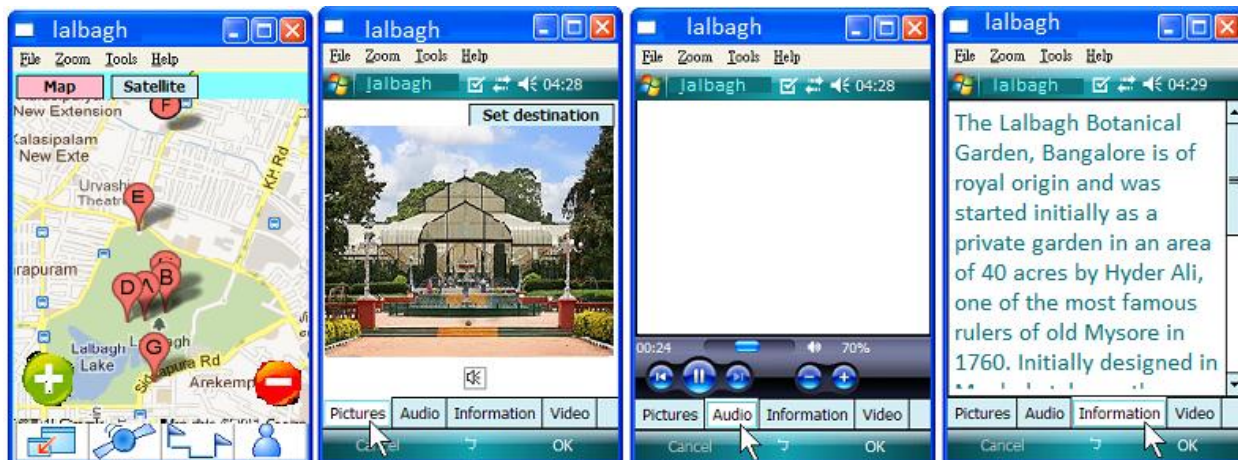 lalbagh
File Zoom Tools Help
Map Satellite
F
New Extension
Kalasipalam
New Exte
KH Rd
Urvashi
Theatre
E
arapuram
D A B
Lalbagh
Lake
G
Arekemp
lalbagh
File Zoom Tools Help
lalbagh 04:28
Set destination
Pictures Audio Information Video
Cancel OK
lalbagh
File Zoom Tools Help
lalbagh 04:28
00:24 70%
Pictures Audio Information Video
Cancel OK
lalbagh
File Zoom Tools Help
lalbagh 04:29
The Lalbagh Botanical
Garden, Bangalore is of
royal origin and was
started initially as a
private garden in an area
of 40 acres by Hyder Ali,
one of the most famous
rulers of old Mysore in
1760. Initially designed in
Pictures Audio Information Video
Cancel OK